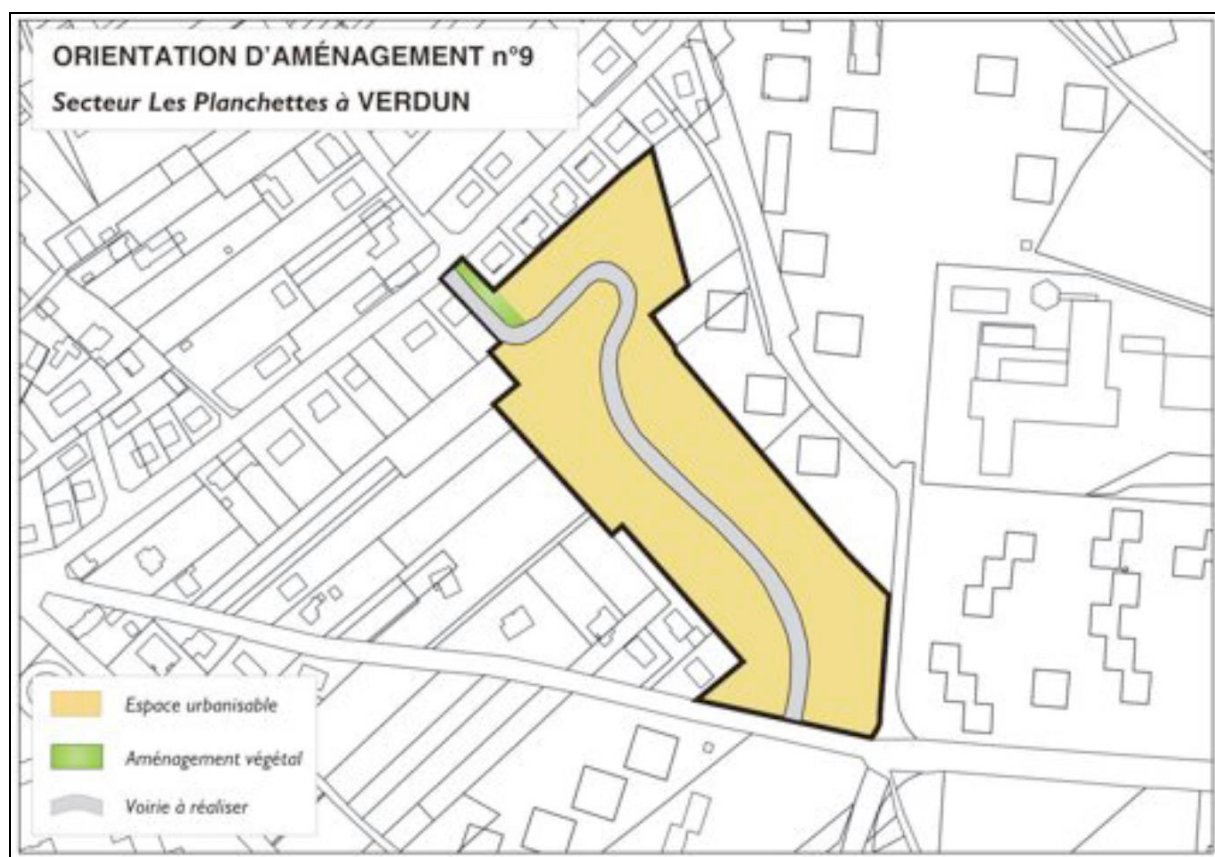 ORIENTATION D'AMÉNAGEMENT n°9
Secteur Les Planchettes à VERDUN
Espace urbanisable
Aménagement végétal
Voirie à réaliser